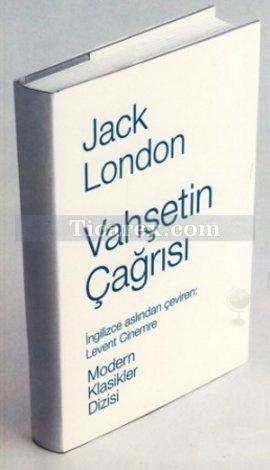 Jack
London
Vahşetin
Çağrısı
İngilizce aslından çeviren:
Levent Cinemre
Modern
Klasikler
Dizisi
Ticarex.com